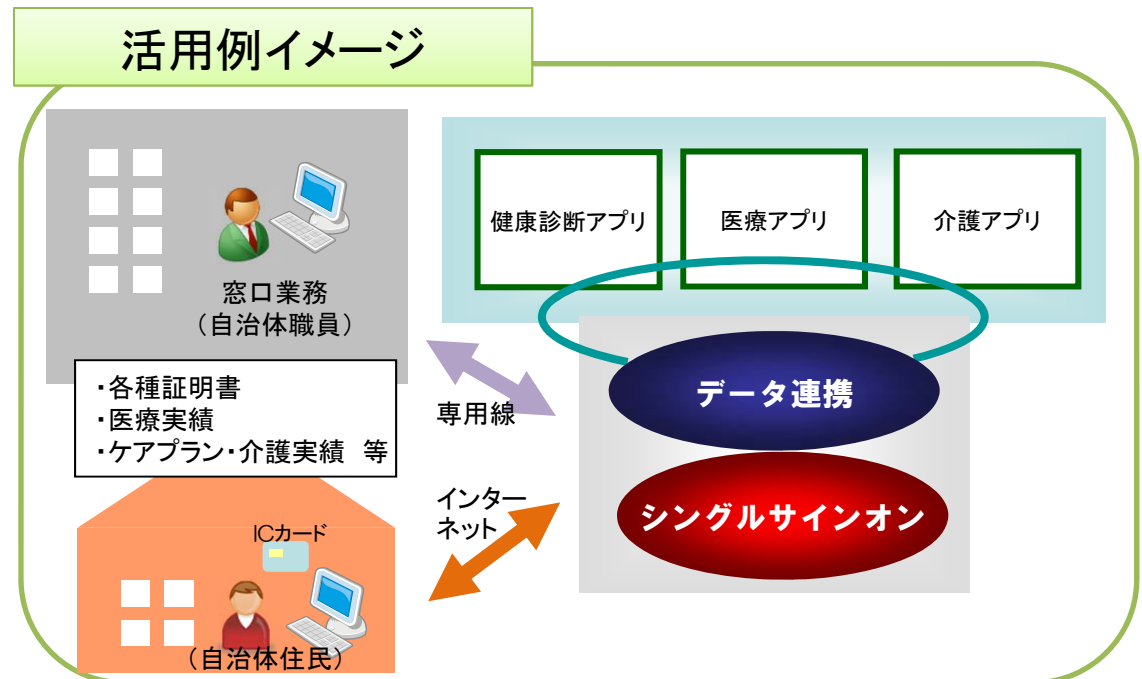 活用例イメージ
健康診断アプリ
医療アプリ
介護アプリ
窓口業務
（自治体職員）
・各種証明書
・医療実績
・ケアプラン・介護実績　等
専用線
データ連携
インター
ネット
シングルサインオン
ICカード
（自治体住民）